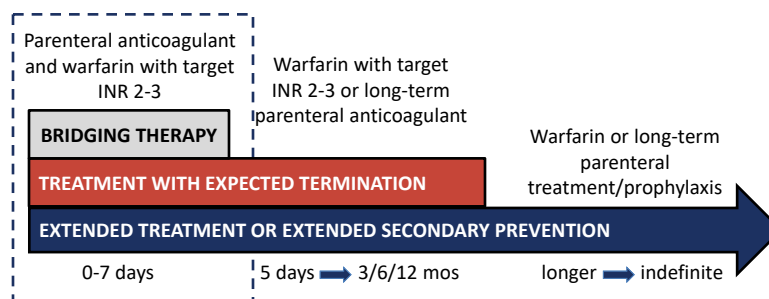 Parenteral anticoagulant
and warfarin with target
INR 2-3
Warfarin with target
INR 2-3 or long-term
parenteral anticoagulant
Warfarin or long-term
parenteral
treatment/prophylaxis
BRIDGING THERAPY
TREATMENT WITH EXPECTED TERMINATION
EXTENDED TREATMENT OR EXTENDED SECONDARY PREVENTION
0-7 days
5 days 3/6/12 mos
longer indefinite